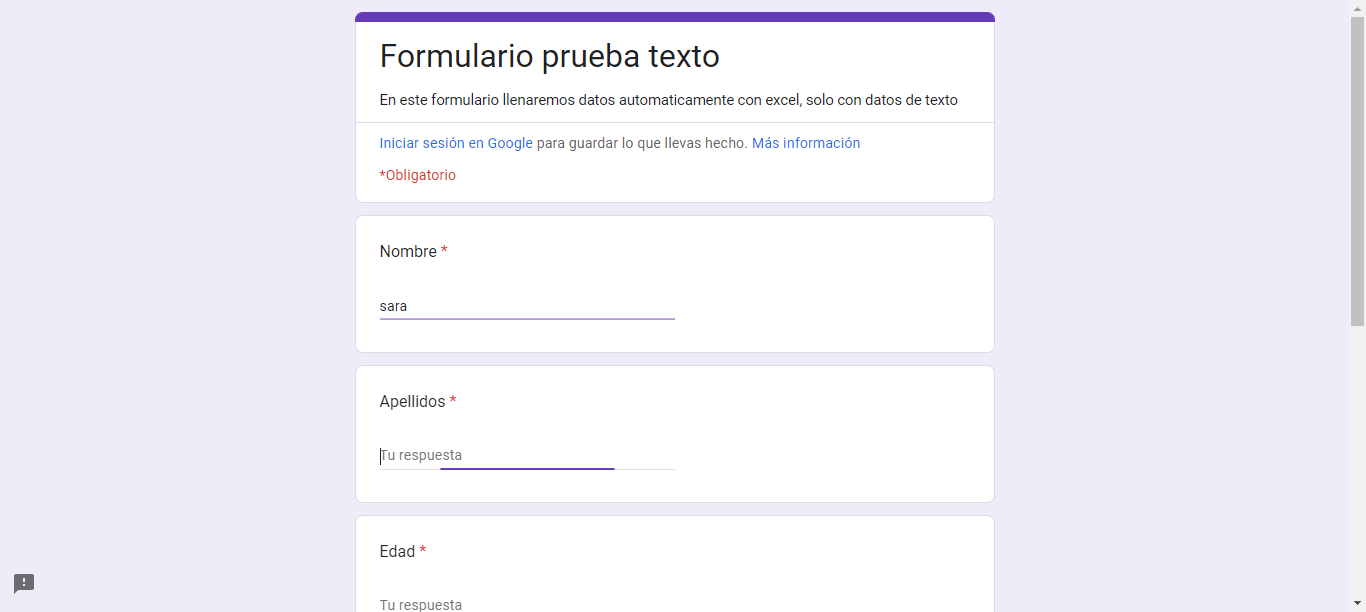 Formulario prueba texto
En este formulario llenaremos datos automaticamente con excel, solo con datos de texto
Iniciar sesión en Google para guardar lo que llevas hecho. Más información
*Obligatorio
Nombre *
sara
Apellidos *
Tu respuesta
Edad *
Tu respuesta